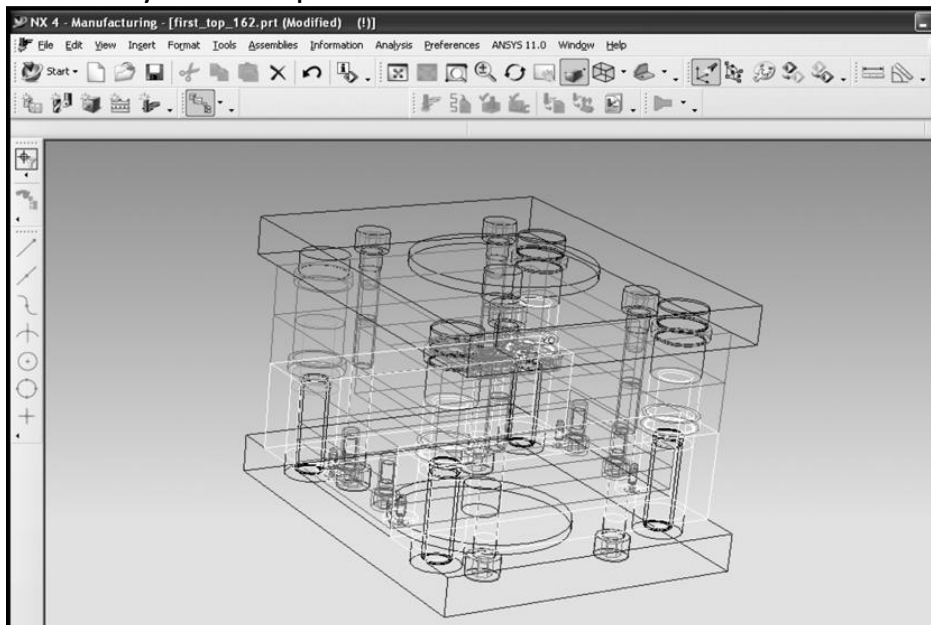 NX 4 - Manufacturing - [first_top_162.prt (Modified) (!)]
File Edit View Insert Format Tools Assemblies Information Analysis Preferences ANSYS 11.0 Window Help
Start